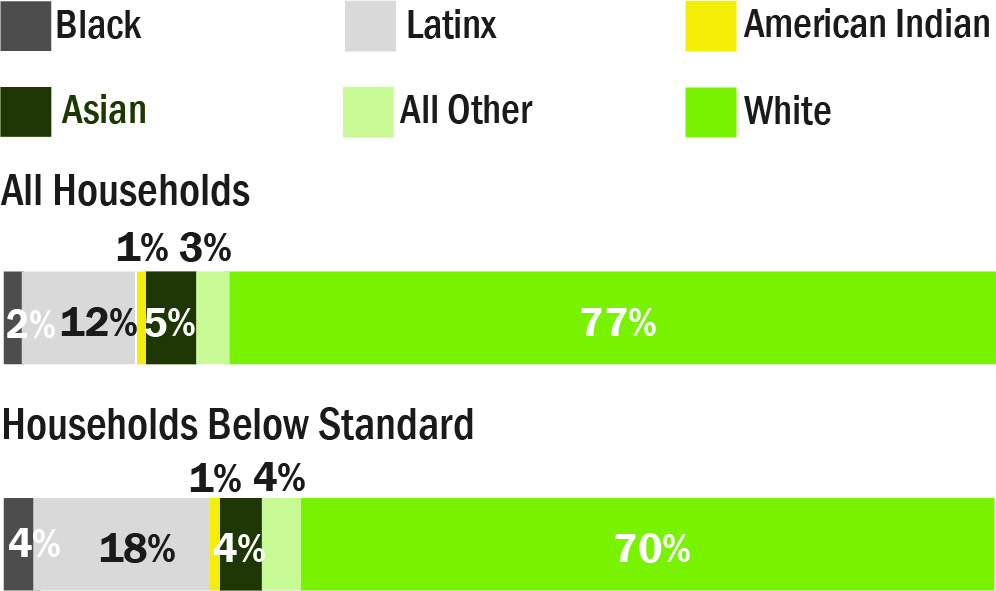 Black Latinx American Indian
Asian All Other White
All Households
1% 3%
2% 12% 5% 77%
Households Below Standard
1% 4%
4% 18% 4% 70%